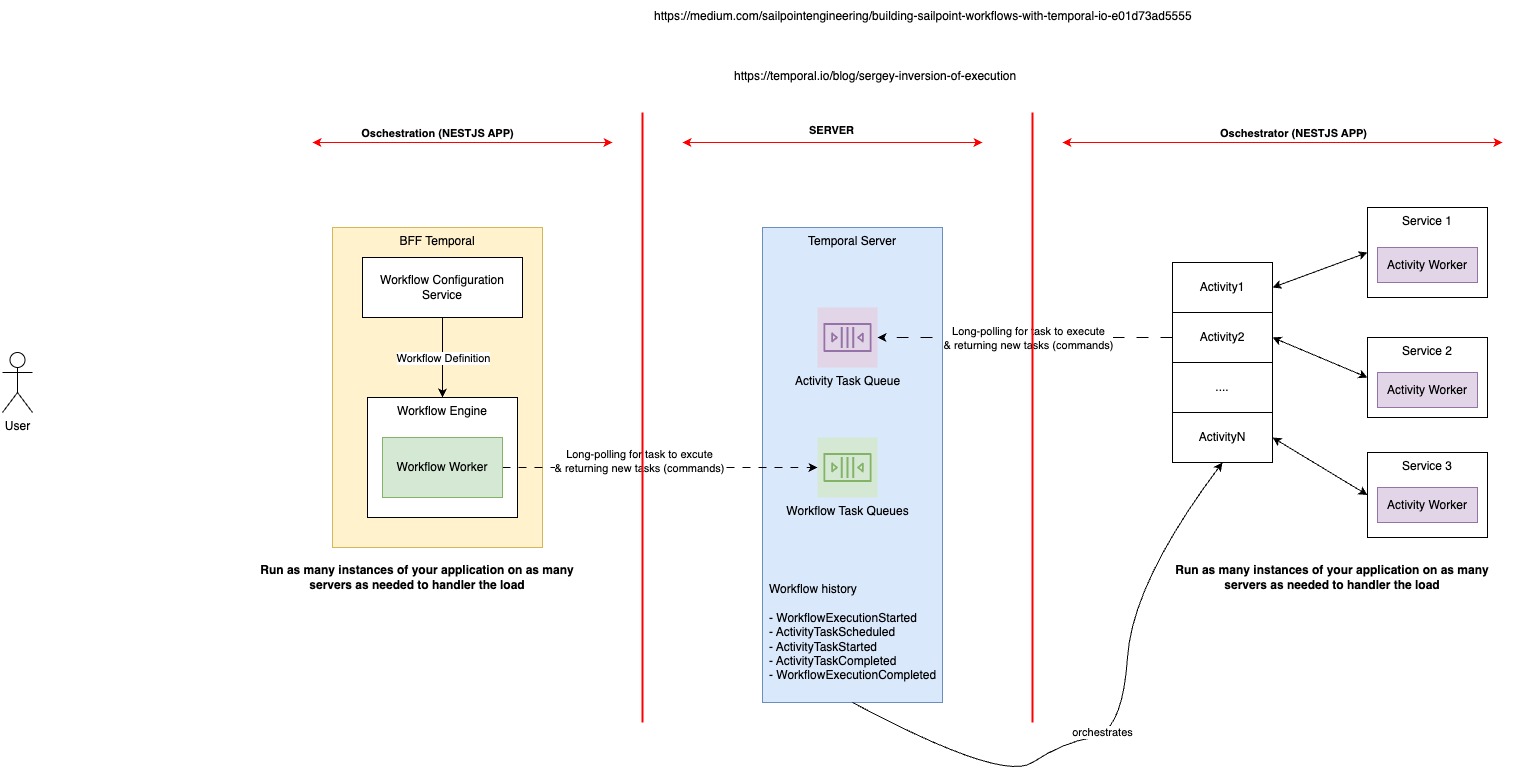 https://medium.com/sailpointengineering/building-sailpoint-workflows-with-temporal-io-e01d73ad5555
https://temporal.io/blog/sergey-inversion-of-execution
Oschestration (NESTJS APP)
SERVER
Oschestrator (NESTJS APP)
User
BFF Temporal
Workflow Configuration
Service
Workflow Definition
Workflow Engine
Workflow Worker
Run as many instances of your application on as many
servers as needed to handler the load
Long-polling for task to excute
& returning new tasks (commands)
Temporal Server
Activity Task Queue
Workflow Task Queues
Workflow history
- WorkflowExecutionStarted
- ActivityTaskScheduled
- ActivityTaskStarted
- ActivityTaskCompleted
- WorkflowExecutionCompleted
Long-polling for task to execute
& returning new tasks (commands)
orchestrates
Activity1
Activity2
....
ActivityN
Service 1
Activity Worker
Service 2
Activity Worker
Service 3
Activity Worker
Run as many instances of your application on as many
servers as needed to handler the load